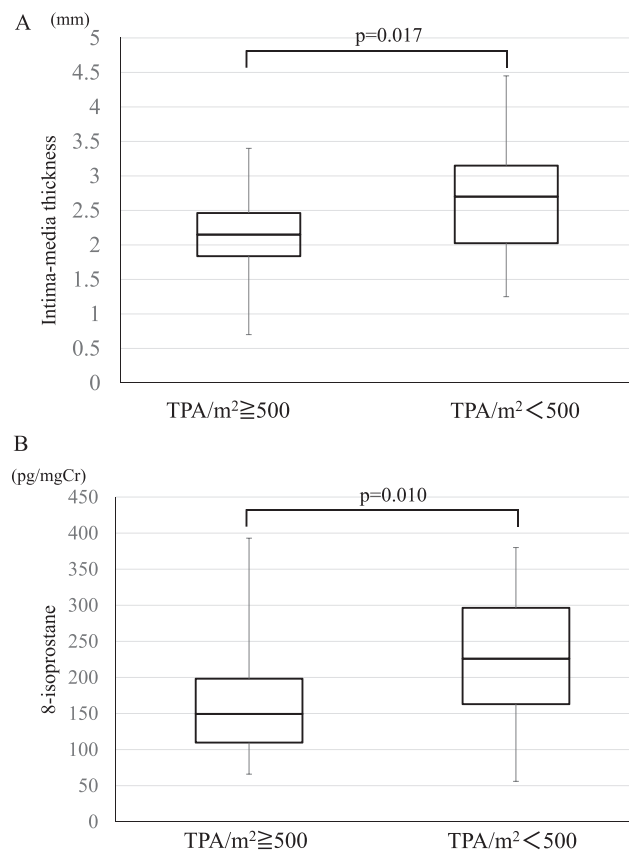 A (mm)
p=0.017
5
4.5
4
3.5
3
2.5
2
1.5
1
0.5
0
Intima-media thickness
TPA/m²≧500 TPA/m²＜500
B
(pg/mgCr)
p=0.010
450
400
350
300
250
200
150
100
50
0
8-isoprostane
TPA/m²≧500 TPA/m²＜500